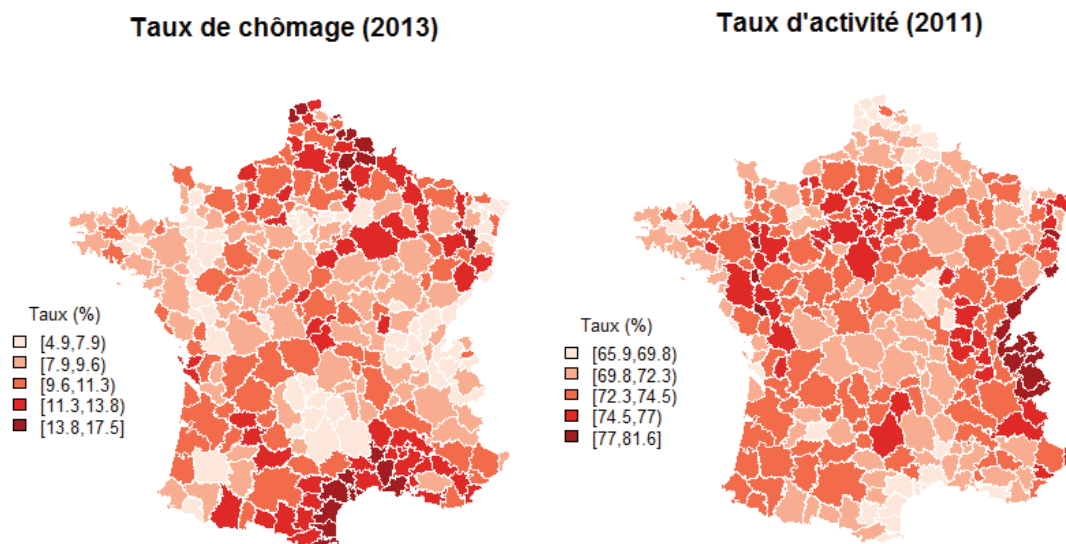 Taux de chômage (2013)
Taux (%)
[4.9,7.9)
[7.9,9.6)
[9.6,11.3)
[11.3,13.8)
[13.8,17.5]
Taux d'activité (2011)
Taux (%)
[65.9,69.8)
[69.8,72.3)
[72.3,74.5)
[74.5,77)
[77,81.6]